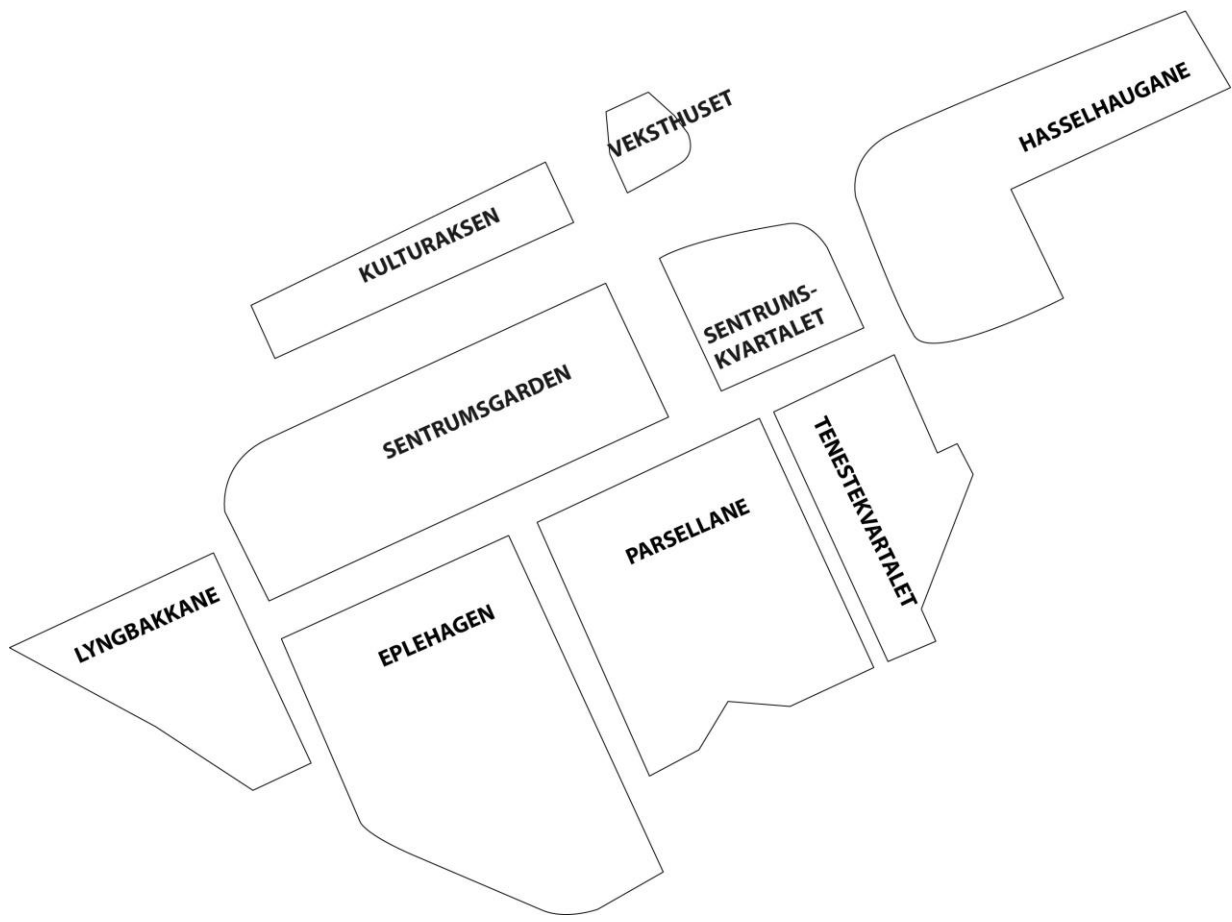 VEKSTHUSET
HASSELHAUGANE
KULTURAKSEN
SENTRUMS-
KVARTALET
SENTRUMSGARDEN
TENESTEKVARTALET
PARSELLANE
LYNGBAKKANE
EPLEHAGEN